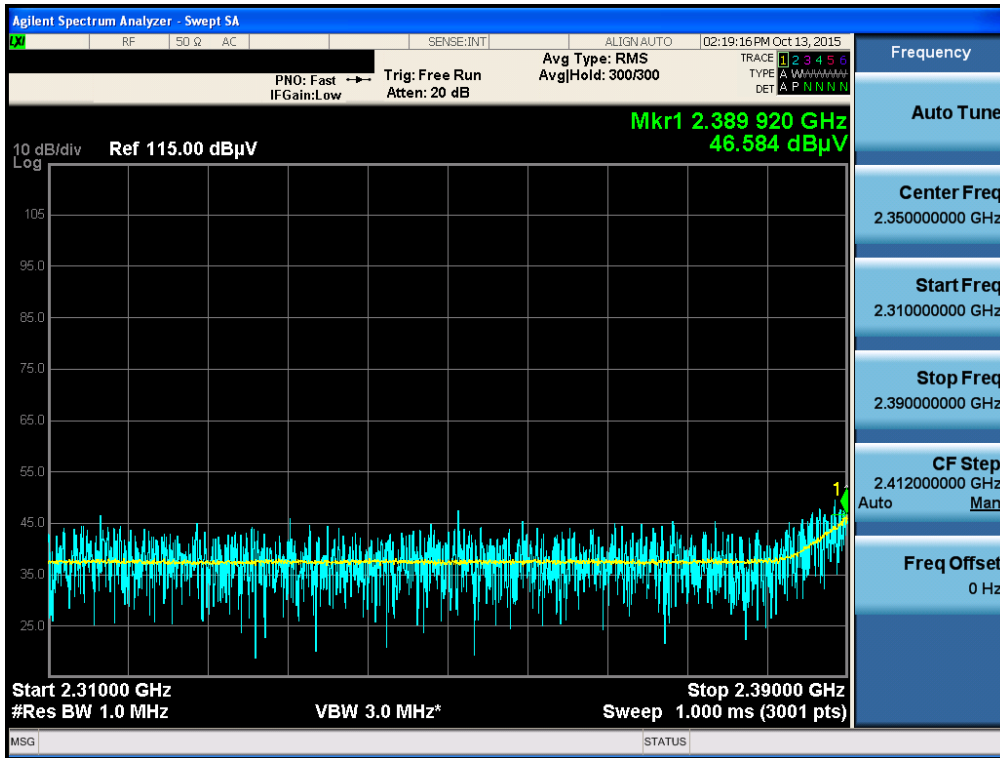 Agilent Spectrum Analyzer - Swept SA
LXI RF 50 Ω AC SENSE:INT ALIGN AUTO 02:19:16 PM Oct 13, 2015
Frequency
PNO: Fast
IFGain:Low
Trig: Free Run
Atten: 20 dB
Avg Type: RMS
Avg|Hold: 300/300
TRACE 1 2 3 4 5 6
TYPE A WWWWW
DET A P N N N N
Auto Tune
Mkr1 2.389 920 GHz
46.584 dBµV
10 dB/div Ref 115.00 dBµV
Log
105
95.0
85.0
75.0
65.0
55.0
45.0
35.0
25.0
1
Center Freq
2.350000000 GHz
Start Freq
2.310000000 GHz
Stop Freq
2.390000000 GHz
CF Step
2.412000000 GHz
Auto Man
Freq Offset
0 Hz
Start 2.31000 GHz Stop 2.39000 GHz
#Res BW 1.0 MHz VBW 3.0 MHz* Sweep 1.000 ms (3001 pts)
MSG STATUS